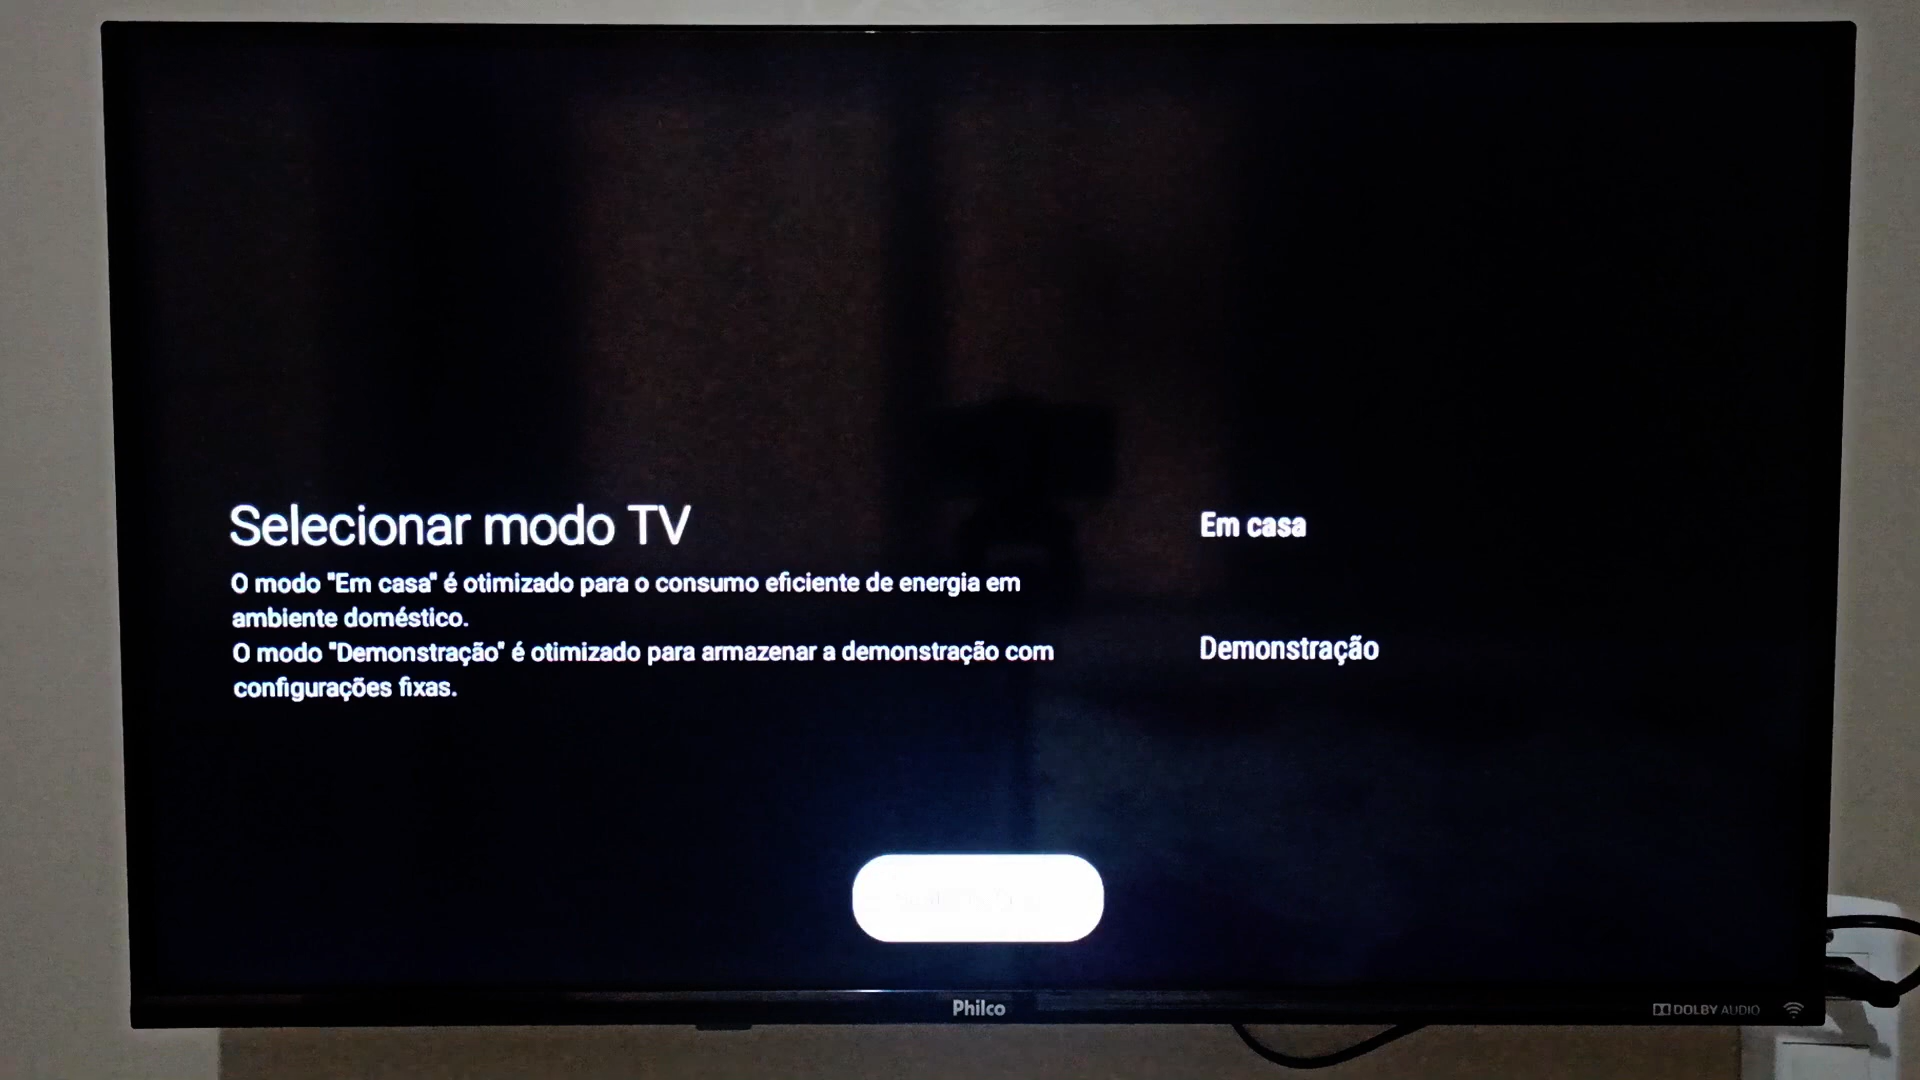 Selecionar modo TV
O modo "Em casa" é otimizado para o consumo eficiente de energia em
ambiente doméstico.
O modo "Demonstração" é otimizado para armazenar a demonstração com
configurações fixas.
Em casa
Demonstração
Philco
DOLBY AUDIO